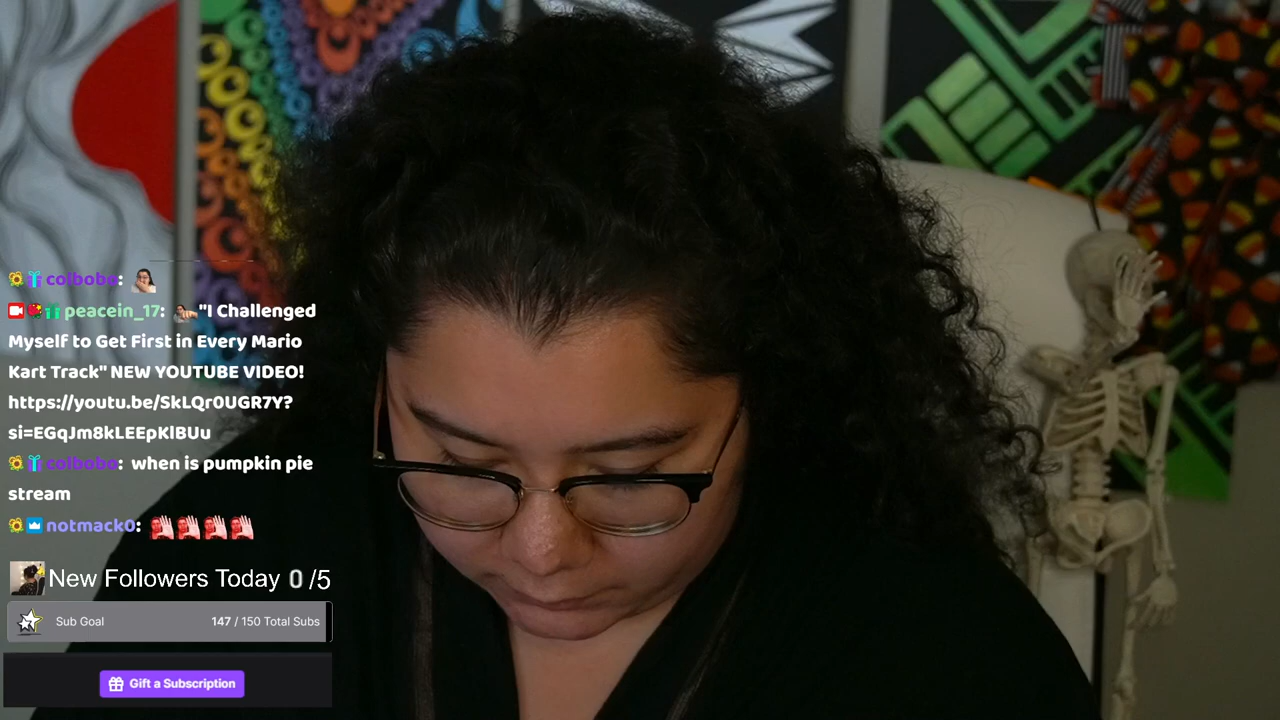 colbobo:
peacein_17: "I Challenged
Myself to Get First in Every Mario
Kart Track" NEW YOUTUBE VIDEO!
https://youtu.be/SkLQr0UGR7Y?
si=EGqJm8kLEEpKlBUu
colbobo: when is pumpkin pie
stream
notmack0:
New Followers Today 0 /5
Sub Goal 147 / 150 Total Subs
Gift a Subscription